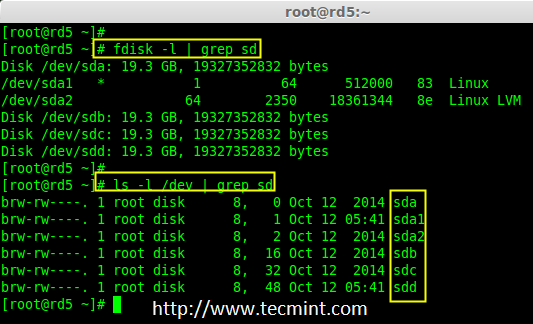 root@rd5:~
[root@rd5 ~]#
[root@rd5 ~]# fdisk -l | grep sd
Disk /dev/sda: 19.3 GB, 19327352832 bytes
/dev/sda1   *           1          64      512000   83  Linux
/dev/sda2              64        2350    18361344   8e  Linux LVM
Disk /dev/sdb: 19.3 GB, 19327352832 bytes
Disk /dev/sdc: 19.3 GB, 19327352832 bytes
Disk /dev/sdd: 19.3 GB, 19327352832 bytes
[root@rd5 ~]#
[root@rd5 ~]# ls -l /dev | grep sd
brw-rw----. 1 root disk      8,   0 Oct 12  2014 sda
brw-rw----. 1 root disk      8,   1 Oct 12 05:41 sda1
brw-rw----. 1 root disk      8,   2 Oct 12  2014 sda2
brw-rw----. 1 root disk      8,  16 Oct 12  2014 sdb
brw-rw----. 1 root disk      8,  32 Oct 12  2014 sdc
brw-rw----. 1 root disk      8,  48 Oct 12 05:41 sdd
[root@rd5 ~]#
http://www.tecmint.com